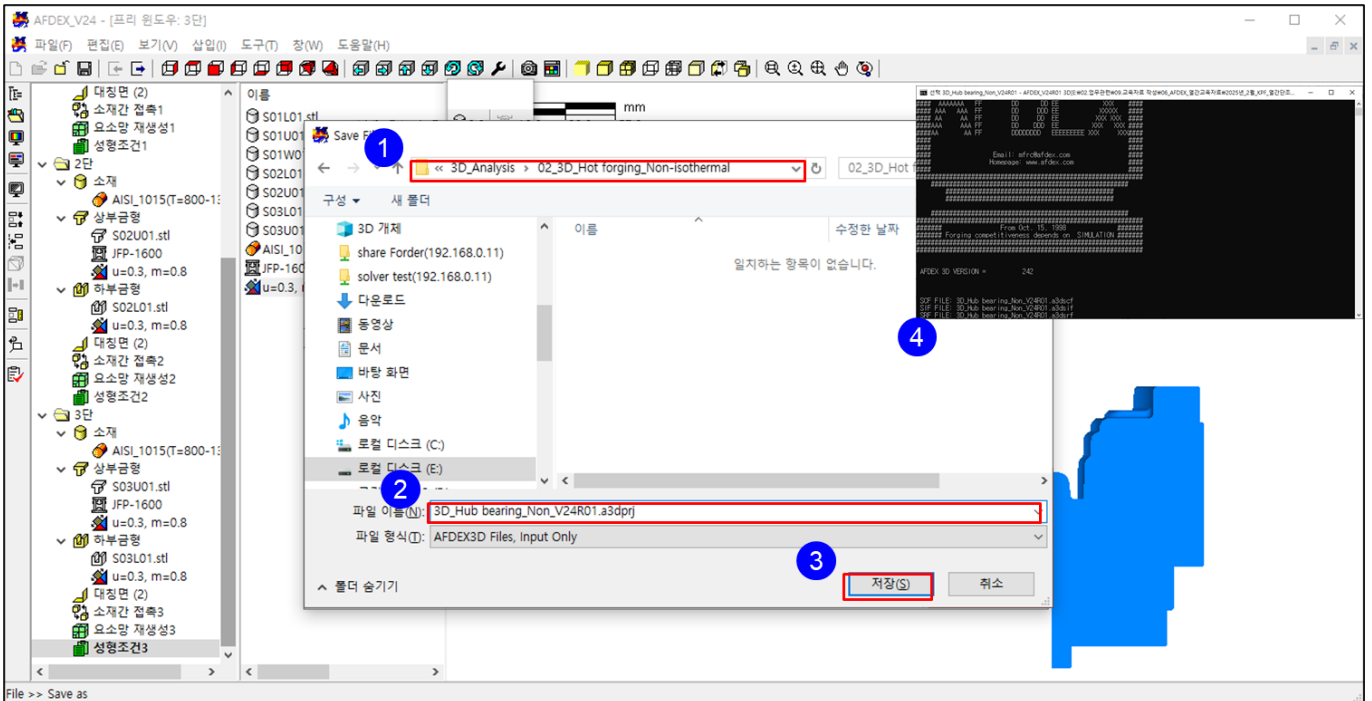 AFDEX_V24 - [프리 윈도우: 3단]
파일(F) 편집(E) 보기(V) 삽입(I) 도구(T) 창(W) 도움말(H)
대칭면 (2)
소재간 접촉1
요소망 재생성1
성형조건1
2단
소재
AISI_1015(T=800-13
상부금형
S02U01.stl
JFP-1600
u=0.3, m=0.8
하부금형
S02L01.stl
u=0.3, m=0.8
대칭면 (2)
소재간 접촉2
요소망 재생성2
성형조건2
3단
소재
AISI_1015(T=800-13
상부금형
S03U01.stl
JFP-1600
u=0.3, m=0.8
하부금형
S03L01.stl
u=0.3, m=0.8
대칭면 (2)
소재간 접촉3
요소망 재생성3
성형조건3
이름
S01L01.stl
S01U01
S01W0
S02L01
S02U01
S03L01
S03U01
AISI_10
JFP-160
u=0.3,
mm
Save Fi
1
« 3D_Analysis › 02_3D_Hot forging_Non-isothermal
02_3D_Hot f
구성 새 폴더
3D 개체
share Forder(192.168.0.11)
solver test(192.168.0.11)
다운로드
동영상
문서
바탕 화면
사진
음악
로컬 디스크 (C:)
로컬 디스크 (E:)
이름 수정한 날짜
일치하는 항목이 없습니다.
2
파일 이름(N): 3D_Hub bearing_Non_V24R01.a3dprj
파일 형식(T): AFDEX3D Files, Input Only
3
폴더 숨기기
저장(S) 취소
선택 3D_Hub bearing_Non_V24R01 - AFDEX_V24R01 3D
Email: mfrc@afdex.com
Homepage: www.afdex.com
From Oct. 15, 1998
Forging competitiveness depends on SIMULATION
AFDEX 3D VERSION = 242
SCF FILE: 3D_Hub bearing_Non_V24R01.a3dscf
SIF FILE: 3D_Hub bearing_Non_V24R01.a3dsif
SRF FILE: 3D_Hub bearing_Non_V24R01.a3dsrf
4
File >> Save as